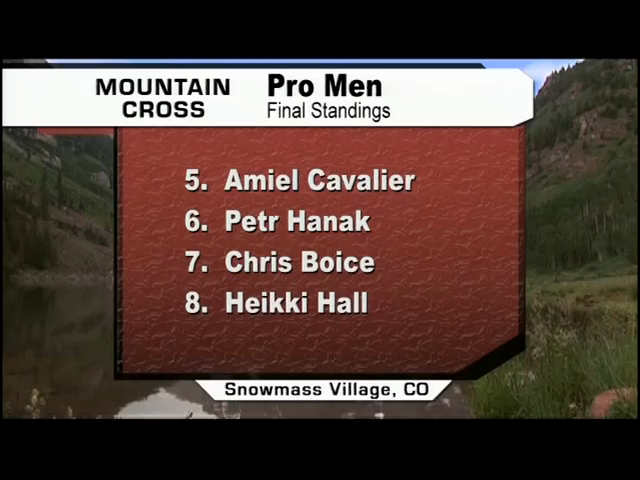 MOUNTAIN
CROSS
Pro Men
Final Standings
5. Amiel Cavalier
6. Petr Hanak
7. Chris Boice
8. Heikki Hall
Snowmass Village, CO